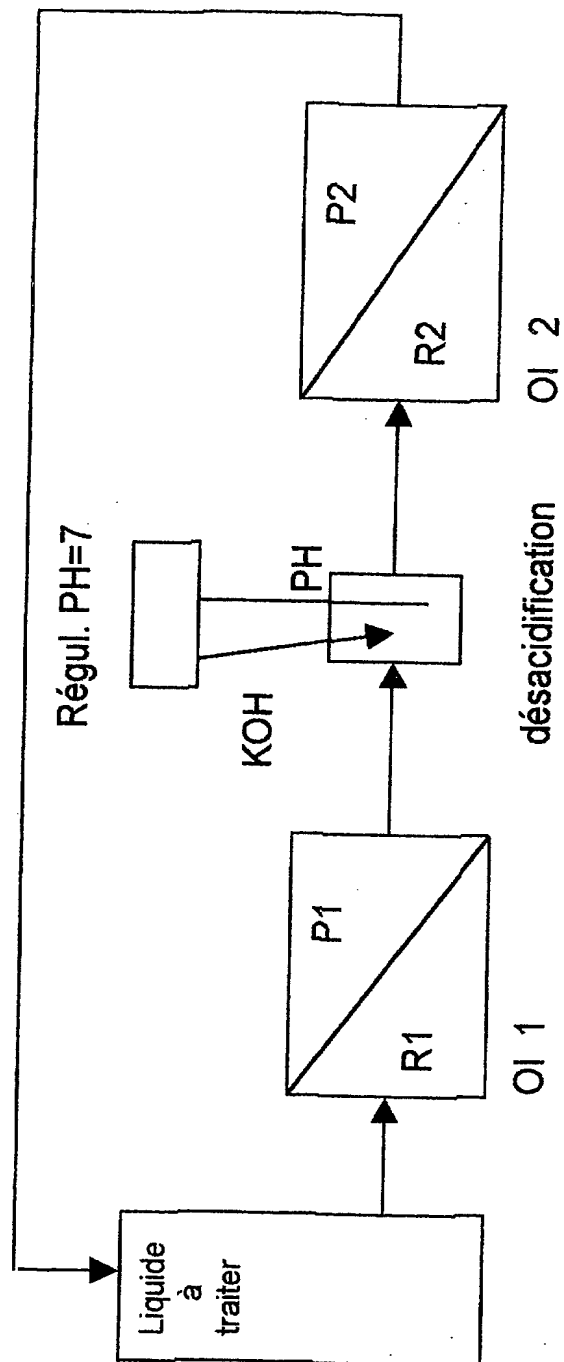 Régul. PH=7
KOH
PH
Liquide
à
traiter
P1
R1
P2
R2
OI 1
désacidification
OI 2